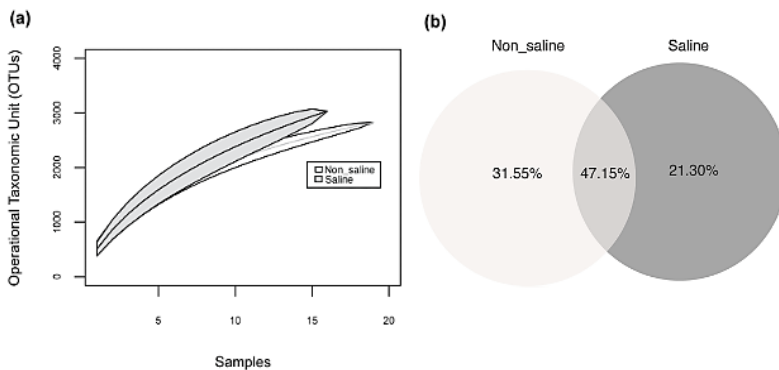 (a)
Operational Taxonomic Unit (OTUs)
4000
3000
2000
1000
0
Non_saline
Saline
5
10
15
20
Samples
(b)
Non_saline
Saline
31.55%
47.15%
21.30%